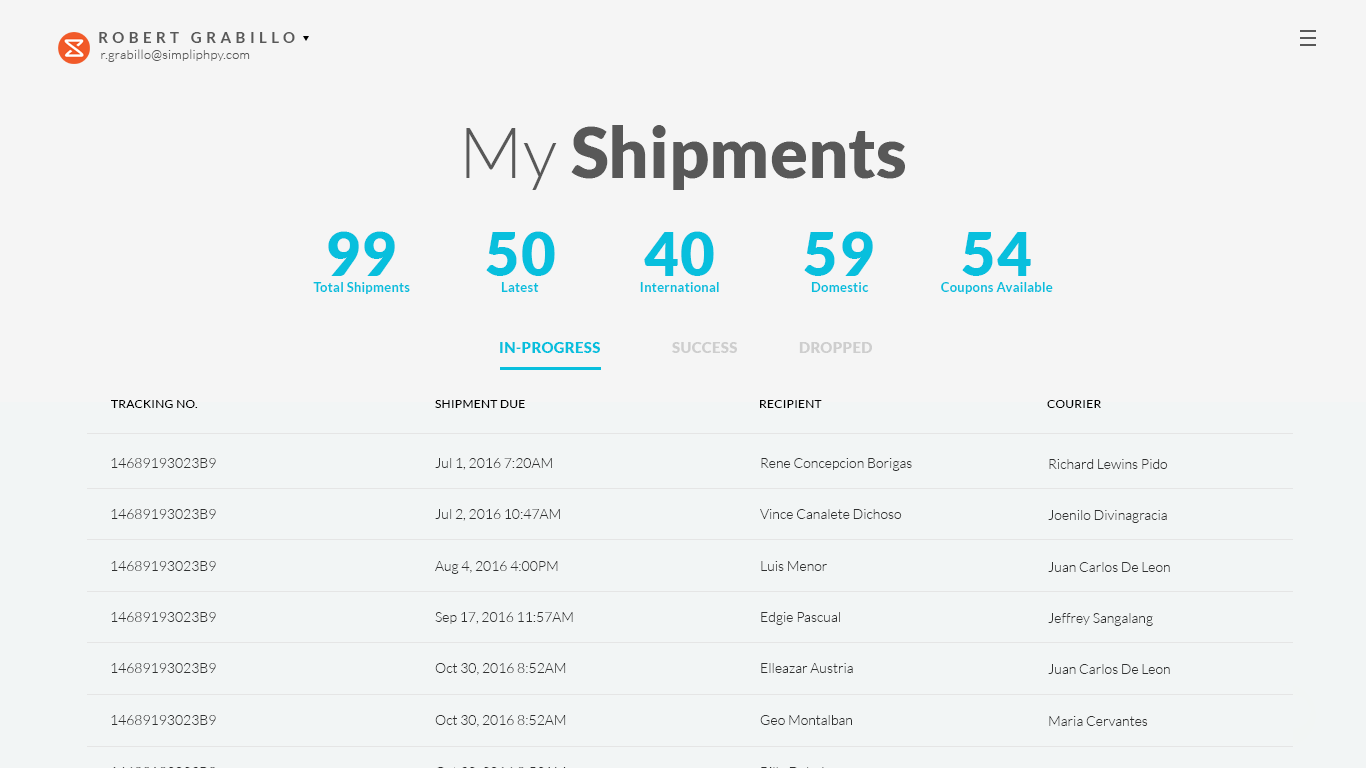 ROBERT GRABILLO
r.grabillo@simpliphpy.com
My Shipments
99 50 40 59 54
Total Shipments Latest International Domestic Coupons Available
IN-PROGRESS SUCCESS DROPPED
TRACKING NO. SHIPMENT DUE RECIPIENT COURIER
14689193023B9 Jul 1, 2016 7:20AM Rene Concepcion Borigas Richard Lewins Pido
14689193023B9 Jul 2, 2016 10:47AM Vince Canalete Dichoso Joenilo Divinagracia
14689193023B9 Aug 4, 2016 4:00PM Luis Menor Juan Carlos De Leon
14689193023B9 Sep 17, 2016 11:57AM Edgie Pascual Jeffrey Sangalang
14689193023B9 Oct 30, 2016 8:52AM Elleazar Austria Juan Carlos De Leon
14689193023B9 Oct 30, 2016 8:52AM Geo Montalban Maria Cervantes